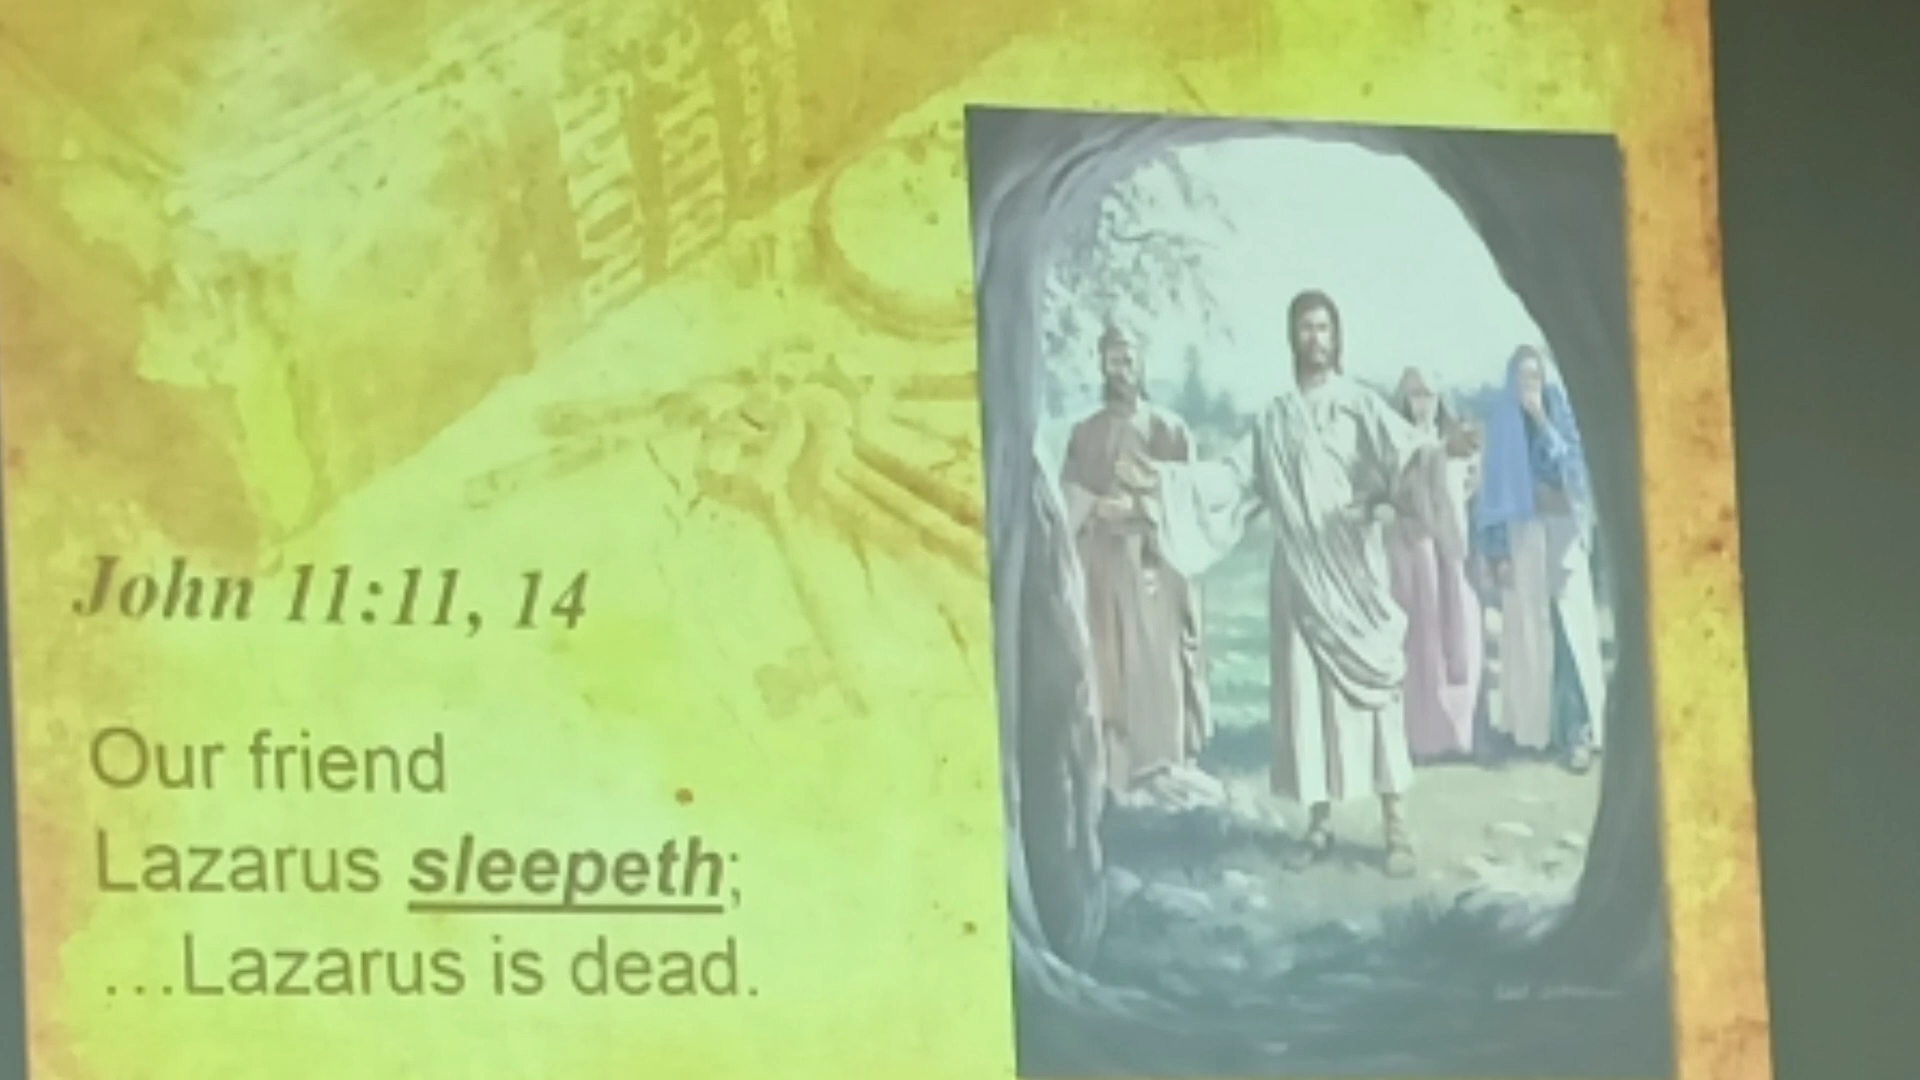 John 11:11, 14
Our friend
Lazarus sleepeth;
…Lazarus is dead.